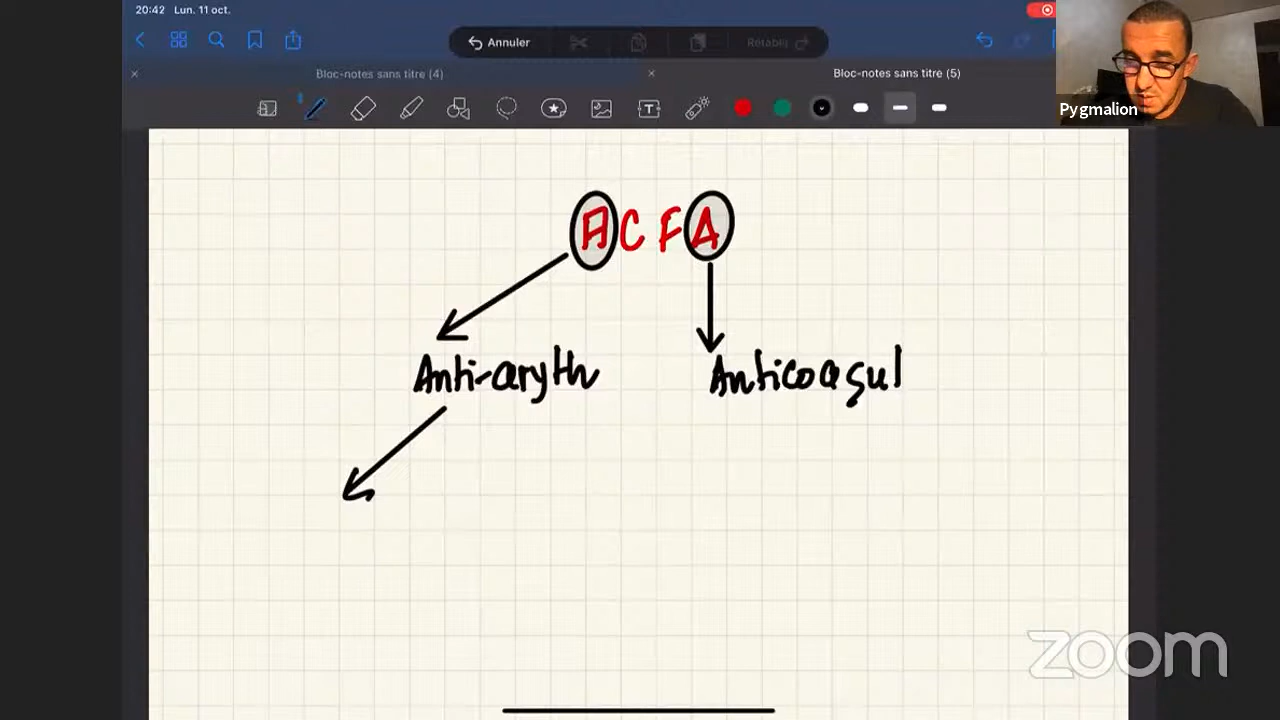 20:42 Lun. 11 oct.
Annuler Rétablir
Bloc-notes sans titre (4) Bloc-notes sans titre (5)
Pygmalion
ACFA
Anti-aryth Anticoagul
zoom